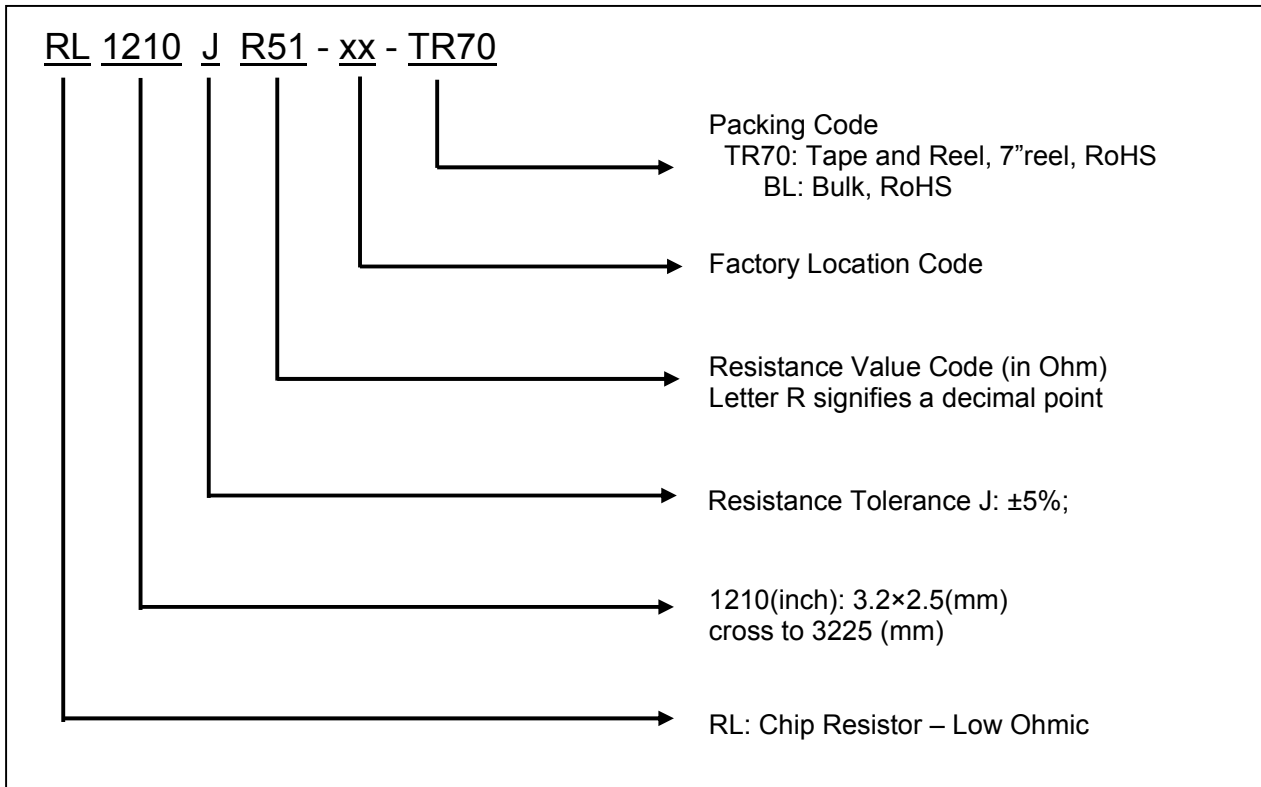 RL 1210 J R51 - xx - TR70
Packing Code
TR70: Tape and Reel, 7”reel, RoHS
BL: Bulk, RoHS
Factory Location Code
Resistance Value Code (in Ohm)
Letter R signifies a decimal point
Resistance Tolerance J: ±5%;
1210(inch): 3.2×2.5(mm)
cross to 3225 (mm)
RL: Chip Resistor – Low Ohmic